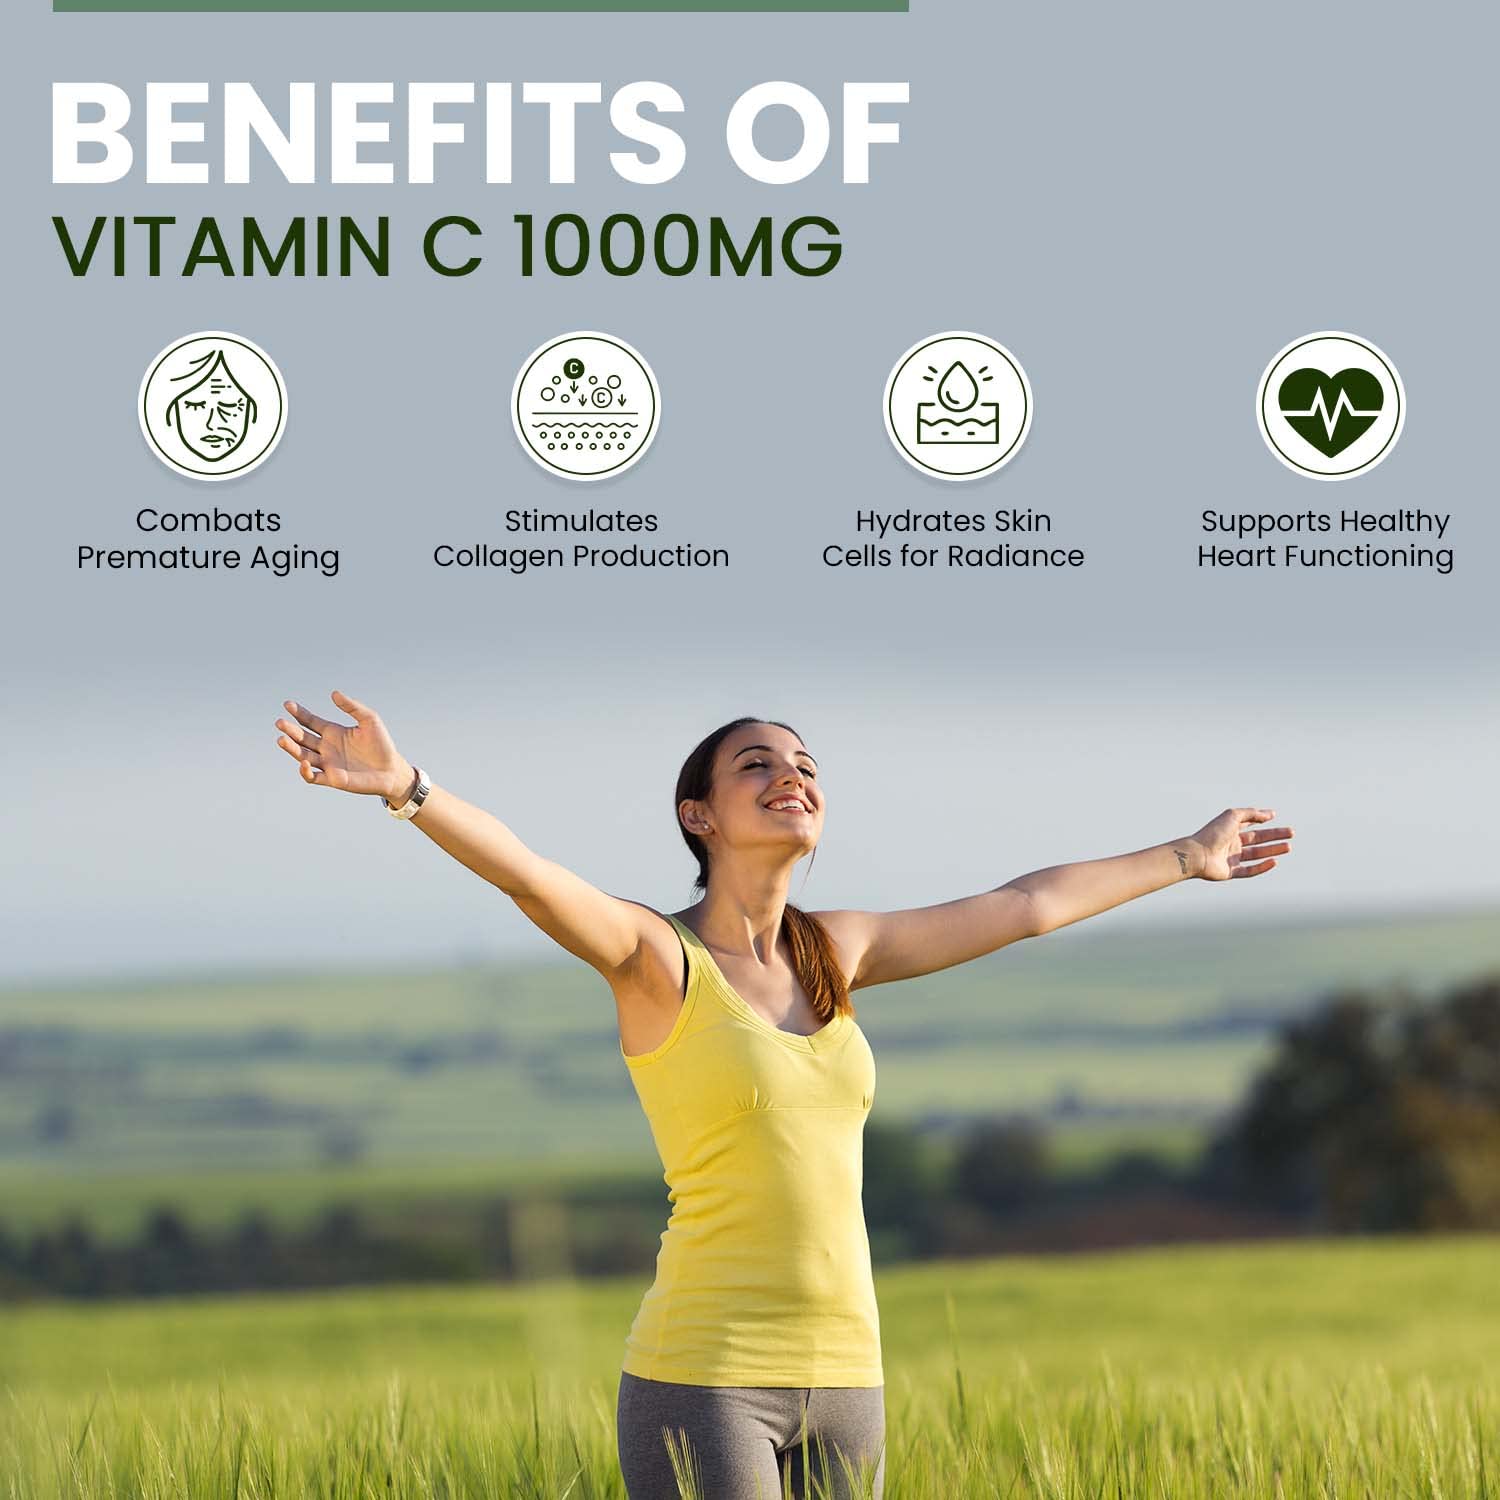 BENEFITS OF
VITAMIN C 1000MG
C
C
Combats
Premature Aging
Stimulates
Collagen Production
Hydrates Skin
Cells for Radiance
Supports Healthy
Heart Functioning